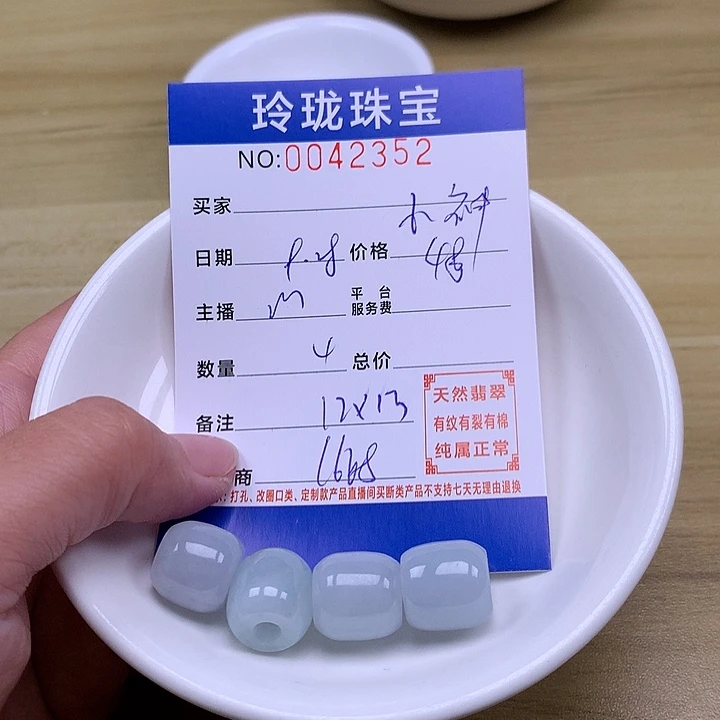 玲珑珠宝
NO:0042352
买家
日期 价格
主播 M 平台服务费
数量 4 总价
备注 12×13
商
天然翡翠
有纹有裂有棉
纯属正常
打孔、改圈口类、定制款产品直播间买断类产品不支持七天无理由退换